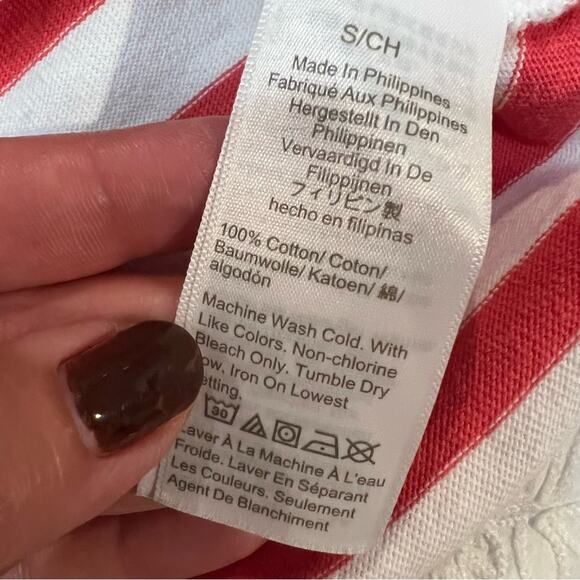 S/CH
Made In Philippines
Fabriqué Aux Philippines
Hergestellt In Den
Philippinen
Vervaardigd In De
Filippijnen
フィリピン製
hecho en filipinas
100% Cotton/ Coton/
Baumwolle/ Katoen/ 綿/
algodón
Machine Wash Cold. With
Like Colors. Non-chlorine
Bleach Only. Tumble Dry
Iron On Lowest
30
Laver À La Machine À L'eau
Froide. Laver En Séparant
Les Couleurs. Seulement
Agent De Blanchiment